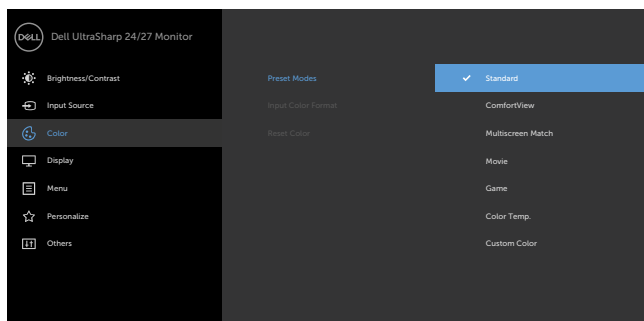 DELL Dell UltraSharp 24/27 Monitor
Brightness/Contrast Preset Modes Standard
Input Source Input Color Format ComfortView
Color Reset Color Multiscreen Match
Display Movie
Menu Game
Personalize Color Temp.
Others Custom Color